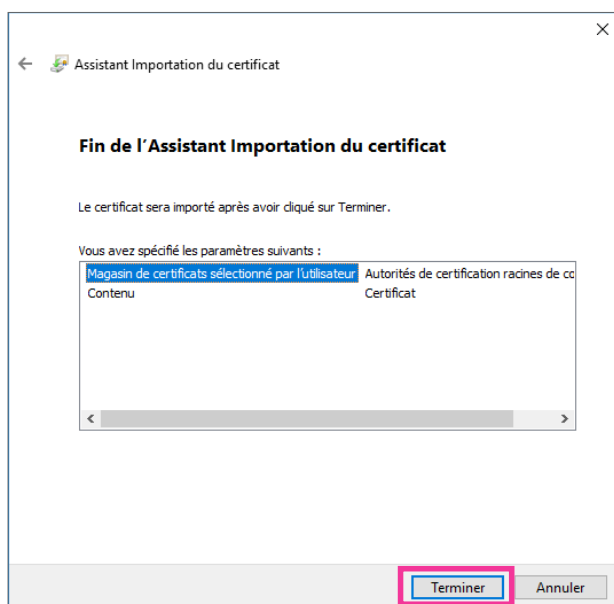 Assistant Importation du certificat
Fin de l'Assistant Importation du certificat
Le certificat sera importé après avoir cliqué sur Terminer.
Vous avez spécifié les paramètres suivants :
Magasin de certificats sélectionné par l'utilisateur Autorités de certification racines de co
Contenu Certificat
Terminer Annuler